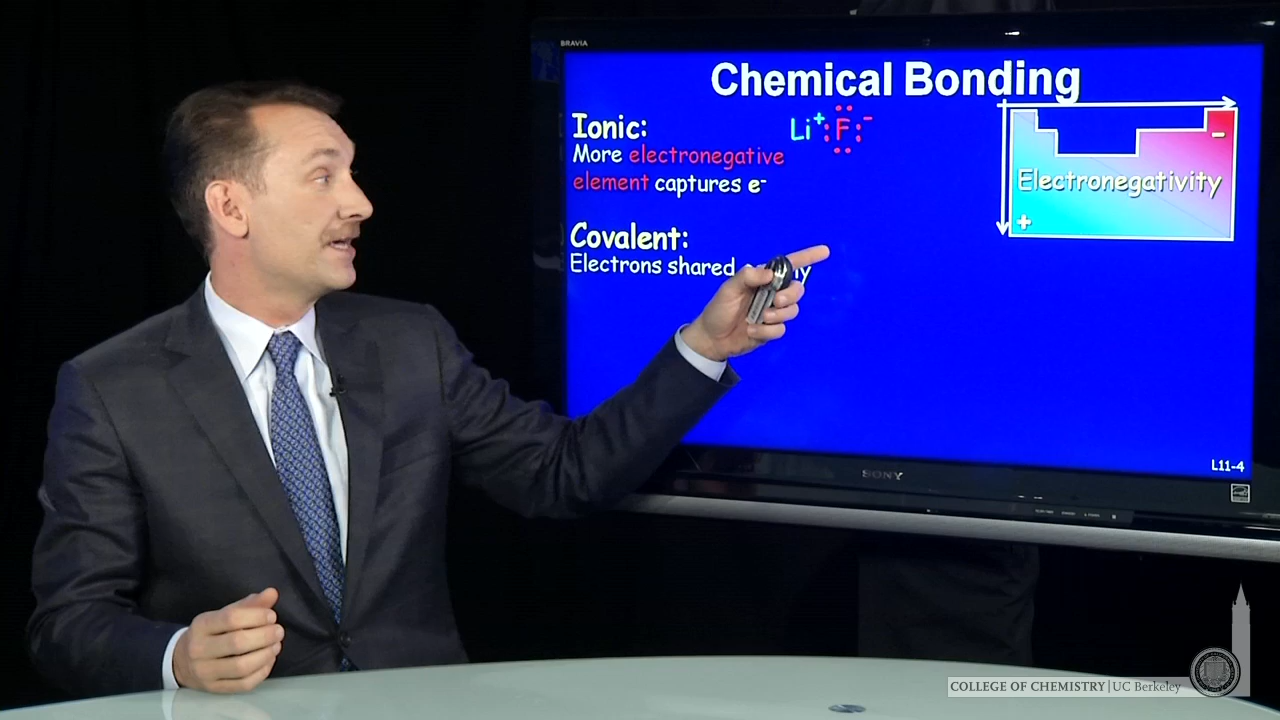 BRAVIA
Chemical Bonding
Ionic:
More electronegative
element captures e-
Li+ F -
Electronegativity
-
+
Covalent:
Electrons shared
L11-4
SONY
COLLEGE OF CHEMISTRY | UC Berkeley